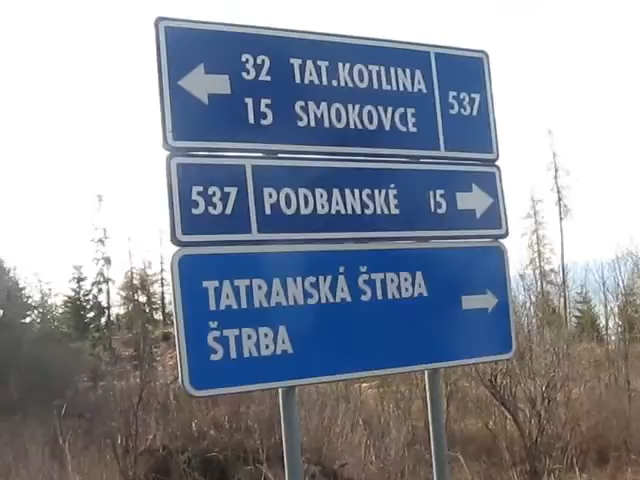 32 TAT.KOTLINA
15 SMOKOVCE
537
537 PODBANSKÉ 15
TATRANSKÁ ŠTRBA
ŠTRBA